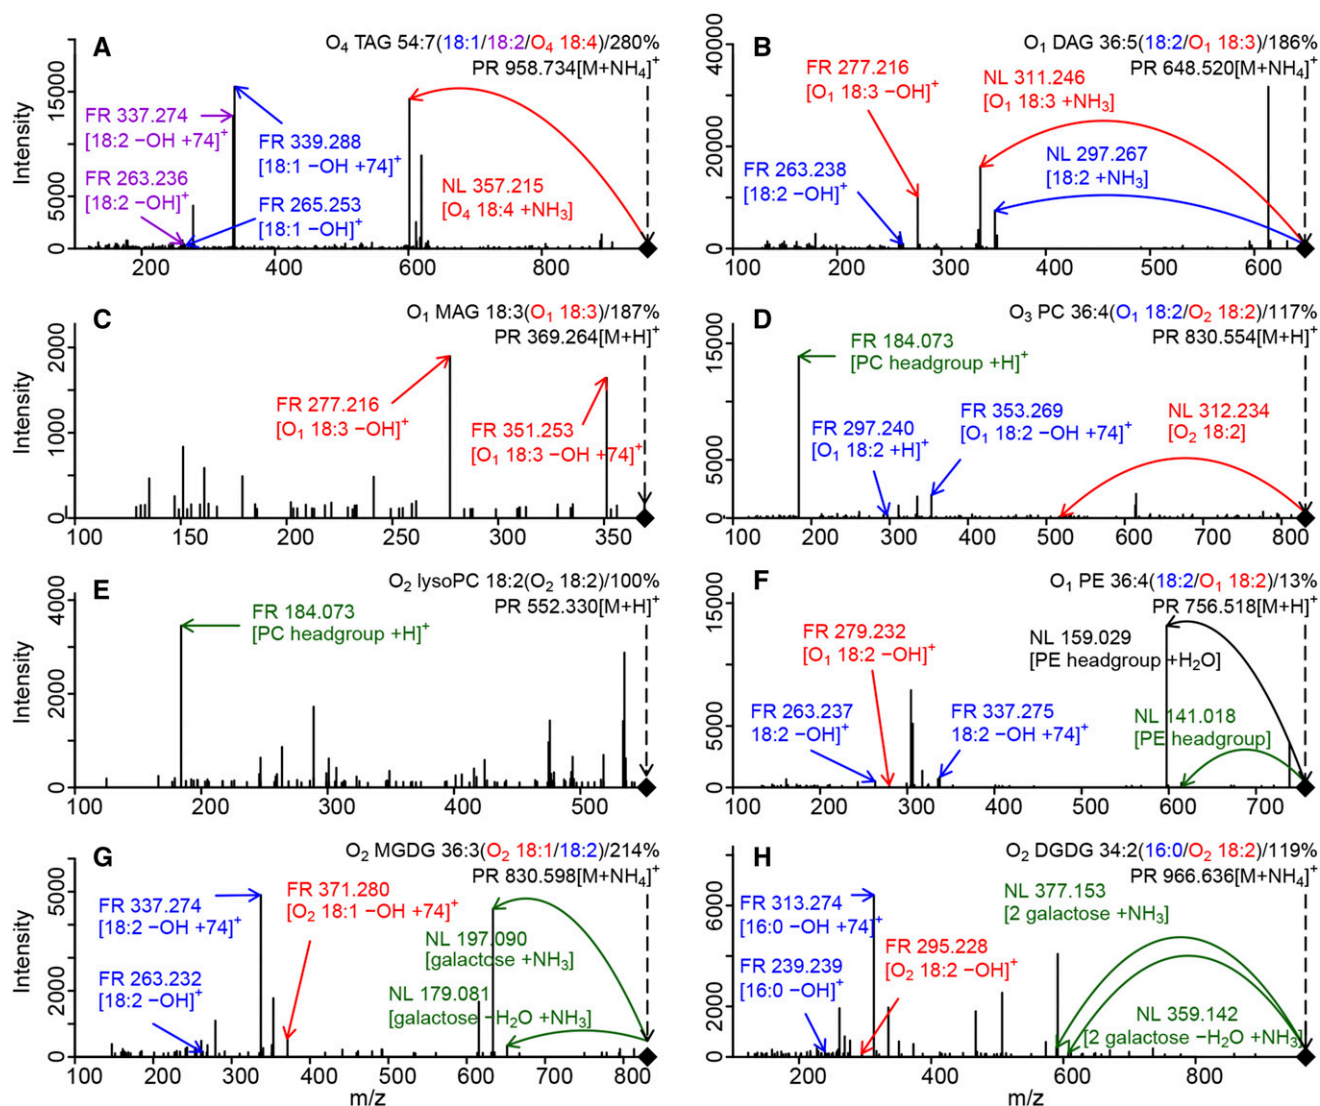 A
O4 TAG 54:7(18:1/18:2/O4 18:4)/280%
PR 958.734[M+NH4]+
FR 337.274
[18:2 −OH +74]+
FR 263.236
[18:2 −OH]+
FR 339.288
[18:1 −OH +74]+
FR 265.253
[18:1 −OH]+
NL 357.215
[O4 18:4 +NH3]
Intensity
0
5000
15000
200
400
600
800
B
O1 DAG 36:5(18:2/O1 18:3)/186%
PR 648.520[M+NH4]+
FR 277.216
[O1 18:3 −OH]+
NL 311.246
[O1 18:3 +NH3]
FR 263.238
[18:2 −OH]+
NL 297.267
[18:2 +NH3]
0
20000
40000
100
200
300
400
500
600
C
O1 MAG 18:3(O1 18:3)/187%
PR 369.264[M+H]+
FR 277.216
[O1 18:3 −OH]+
FR 351.253
[O1 18:3 −OH +74]+
Intensity
0
1000
2000
100
150
200
250
300
350
D
O3 PC 36:4(O1 18:2/O2 18:2)/117%
PR 830.554[M+H]+
FR 184.073
[PC headgroup +H]+
FR 297.240
[O1 18:2 +H]+
FR 353.269
[O1 18:2 −OH +74]+
NL 312.234
[O2 18:2]
0
5000
15000
100
200
300
400
500
600
700
800
E
O2 lysoPC 18:2(O2 18:2)/100%
PR 552.330[M+H]+
FR 184.073
[PC headgroup +H]+
Intensity
0
2000
4000
100
200
300
400
500
F
O1 PE 36:4(18:2/O1 18:2)/13%
PR 756.518[M+H]+
FR 279.232
[O1 18:2 −OH]+
NL 159.029
[PE headgroup +H2O]
FR 263.237
18:2 −OH]+
FR 337.275
18:2 −OH +74]+
NL 141.018
[PE headgroup]
0
5000
15000
100
200
300
400
500
600
700
G
O2 MGDG 36:3(O2 18:1/18:2)/214%
PR 830.598[M+NH4]+
FR 337.274
[18:2 −OH +74]+
FR 371.280
[O2 18:1 −OH +74]+
FR 263.232
[18:2 −OH]+
NL 197.090
[galactose +NH3]
NL 179.081
[galactose −H2O +NH3]
Intensity
0
2000
5000
100
200
300
400
500
600
700
800
m/z
H
O2 DGDG 34:2(16:0/O2 18:2)/119%
PR 966.636[M+NH4]+
FR 313.274
[16:0 −OH +74]+
FR 239.239
[16:0 −OH]+
FR 295.228
[O2 18:2 −OH]+
NL 377.153
[2 galactose +NH3]
NL 359.142
[2 galactose −H2O +NH3]
0
2000
6000
200
400
600
800
m/z